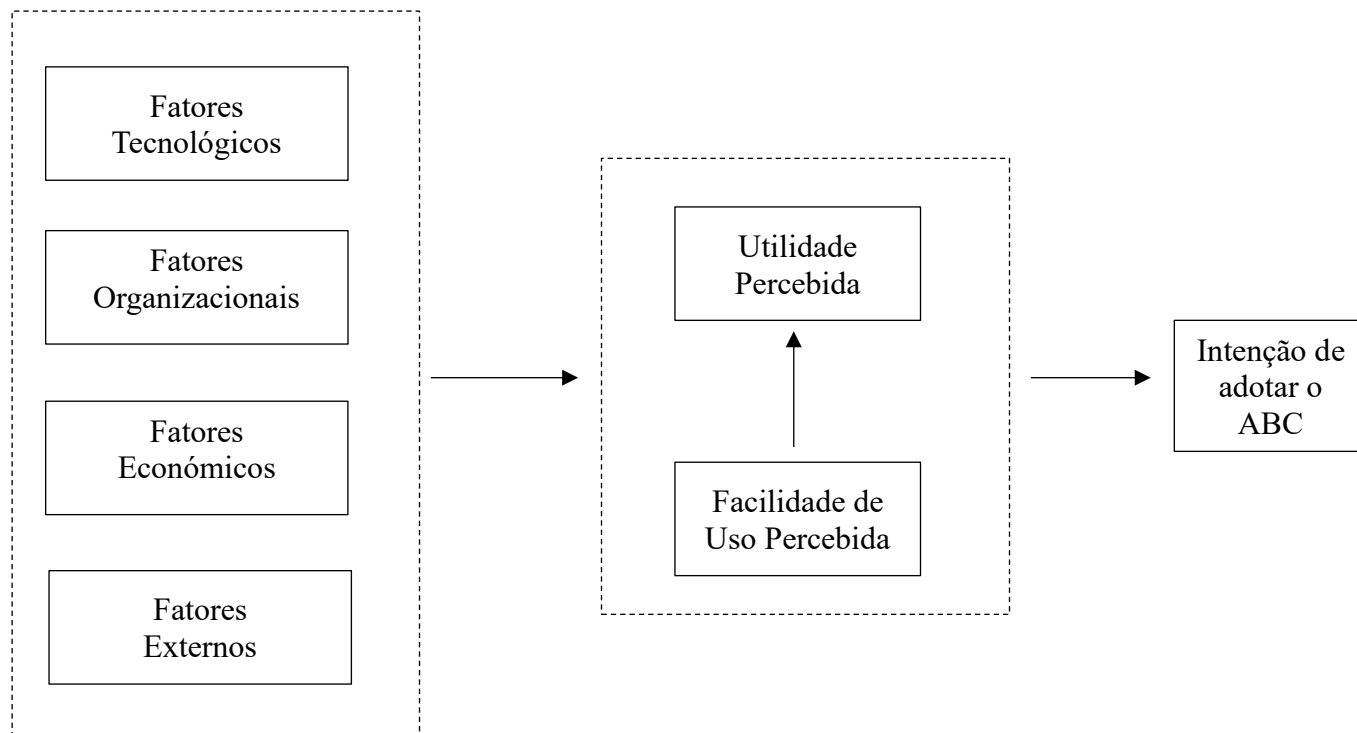 Fatores
Tecnológicos
Fatores
Organizacionais
Fatores
Económicos
Fatores
Externos
Utilidade
Percebida
Facilidade de
Uso Percebida
Intenção de
adotar o
ABC